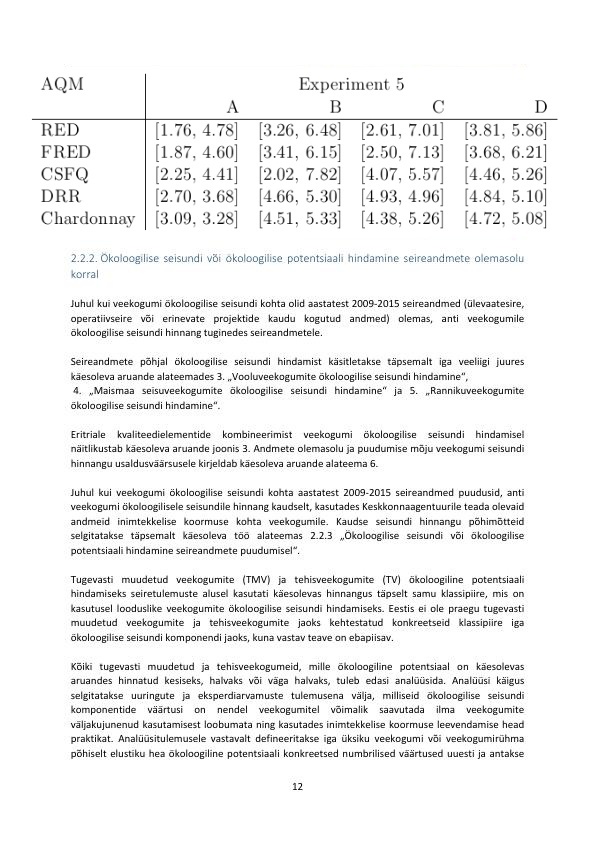 AQM Experiment 5
A B C D
RED [1.76, 4.78] [3.26, 6.48] [2.61, 7.01] [3.81, 5.86]
FRED [1.87, 4.60] [3.41, 6.15] [2.50, 7.13] [3.68, 6.21]
CSFQ [2.25, 4.41] [2.02, 7.82] [4.07, 5.57] [4.46, 5.26]
DRR [2.70, 3.68] [4.66, 5.30] [4.93, 4.96] [4.84, 5.10]
Chardonnay [3.09, 3.28] [4.51, 5.33] [4.38, 5.26] [4.72, 5.08]
2.2.2. Ökoloogilise seisundi või ökoloogilise potentsiaali hindamine seireandmete olemasolu
korral
Juhul kui veekogumi ökoloogilise seisundi kohta olid aastatest 2009-2015 seireandmed (ülevaatesire,
operatiivseire või erinevate projektide kaudu kogutud andmed) olemas, anti veekogumile
ökoloogilise seisundi hinnang tuginedes seireandmetele.
Seireandmete põhjal ökoloogilise seisundi hindamist käsitletakse täpsemalt iga veeliigi juures
käesoleva aruande alateemades 3. „Vooluveekogumite ökoloogilise seisundi hindamine“,
4. „Maismaa seisuveekogumite ökoloogilise seisundi hindamine“ ja 5. „Rannikuveekogumite
ökoloogilise seisundi hindamine“.
Eritriale kvaliteedielementide kombineerimist veekogumi ökoloogilise seisundi hindamisel
näitlikustab käesoleva aruande joonis 3. Andmete olemasolu ja puudumise mõju veekogumi seisundi
hinnangu usaldusväärsusele kirjeldab käesoleva aruande alateema 6.
Juhul kui veekogumi ökoloogilise seisundi kohta aastatest 2009-2015 seireandmed puudusid, anti
veekogumi ökoloogilisele seisundile hinnang kaudselt, kasutades Keskkonnaagentuurile teada olevaid
andmeid inimtekkelise koormuse kohta veekogumile. Kaudse seisundi hinnangu põhimõtteid
selgitatakse täpsemalt käesoleva töö alateemas 2.2.3 „Ökoloogilise seisundi või ökoloogilise
potentsiaali hindamine seireandmete puudumisel“.
Tugevasti muudetud veekogumite (TMV) ja tehisveekogumite (TV) ökoloogiline potentsiaali
hindamiseks seiretulemuste alusel kasutati käesolevas hinnangus täpselt samu klassipiire, mis on
kasutusel looduslike veekogumite ökoloogilise seisundi hindamiseks. Eestis ei ole praegu tugevasti
muudetud veekogumite ja tehisveekogumite jaoks kehtestatud konkreetseid klassipiire iga
ökoloogilise seisundi komponendi jaoks, kuna vastav teave on ebapiisav.
Kõiki tugevasti muudetud ja tehisveekogumeid, mille ökoloogiline potentsiaal on käesolevas
aruandes hinnatud kesiseks, halvaks või väga halvaks, tuleb edasi analüüsida. Analüüsi käigus
selgitatakse uuringute ja eksperdiarvamuste tulemusena välja, milliseid ökoloogilise seisundi
komponentide väärtusi on nendel veekogumitel võimalik saavutada ilma veekogumite
väljakujunenud kasutamisest loobumata ning kasutades inimtekkelise koormuse leevendamise head
praktikat. Analüüsitulemusele vastavalt defineeritakse iga üksiku veekogumi või veekogumirühma
põhiselt elustiku hea ökoloogiline potentsiaali konkreetsed numbrilised väärtused uuesti ja antakse
12